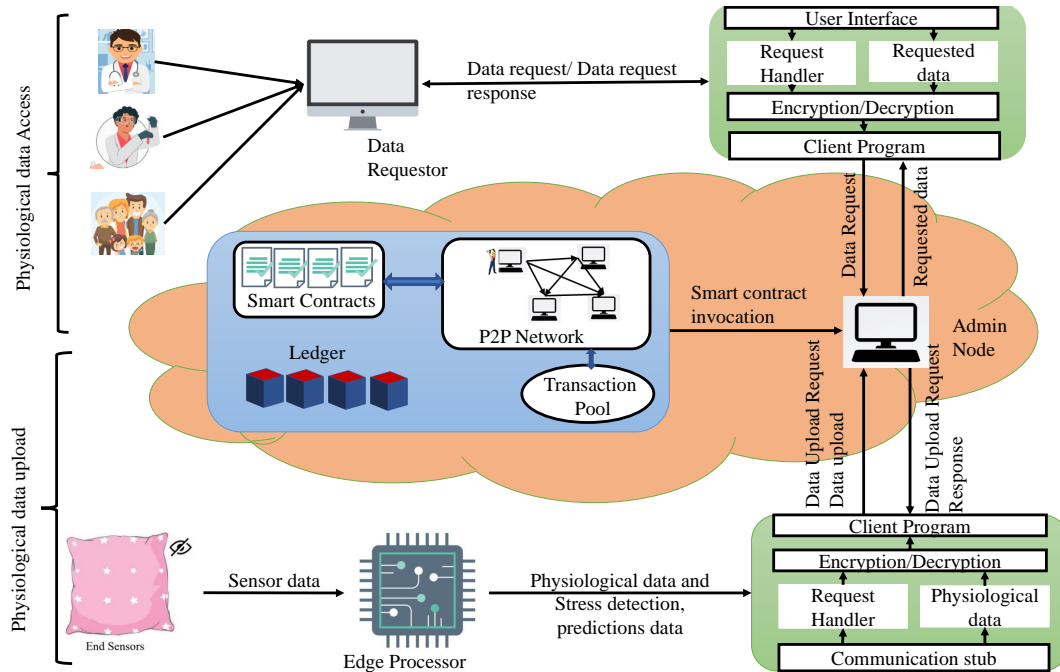 Physiological data Access
Data
Requestor
Data request/ Data request
response
User Interface
Request
Handler
Requested
data
Encryption/Decryption
Client Program
Data Request
Requested data
Smart Contracts
P2P Network
Ledger
Transaction
Pool
Smart contract
invocation
Admin
Node
Physiological data upload
Data Upload Request
Data upload
Data Upload Request
Response
End Sensors
Sensor data
Edge Processor
Physiological data and
Stress detection,
predictions data
Client Program
Encryption/Decryption
Request
Handler
Physiological
data
Communication stub